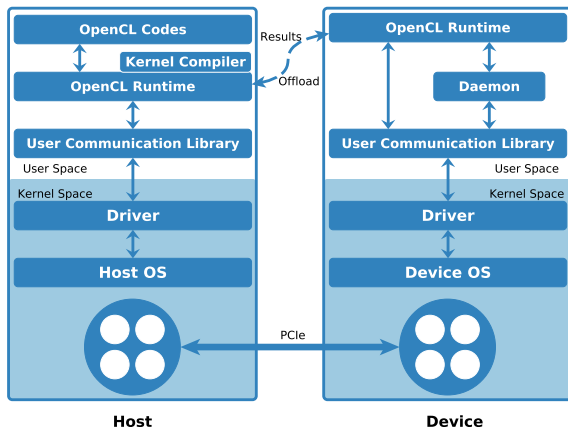 OpenCL Codes
Kernel Compiler
OpenCL Runtime
User Communication Library
User Space
Kernel Space
Driver
Host OS
Host
Results
Offload
PCIe
OpenCL Runtime
Daemon
User Communication Library
User Space
Kernel Space
Driver
Device OS
Device